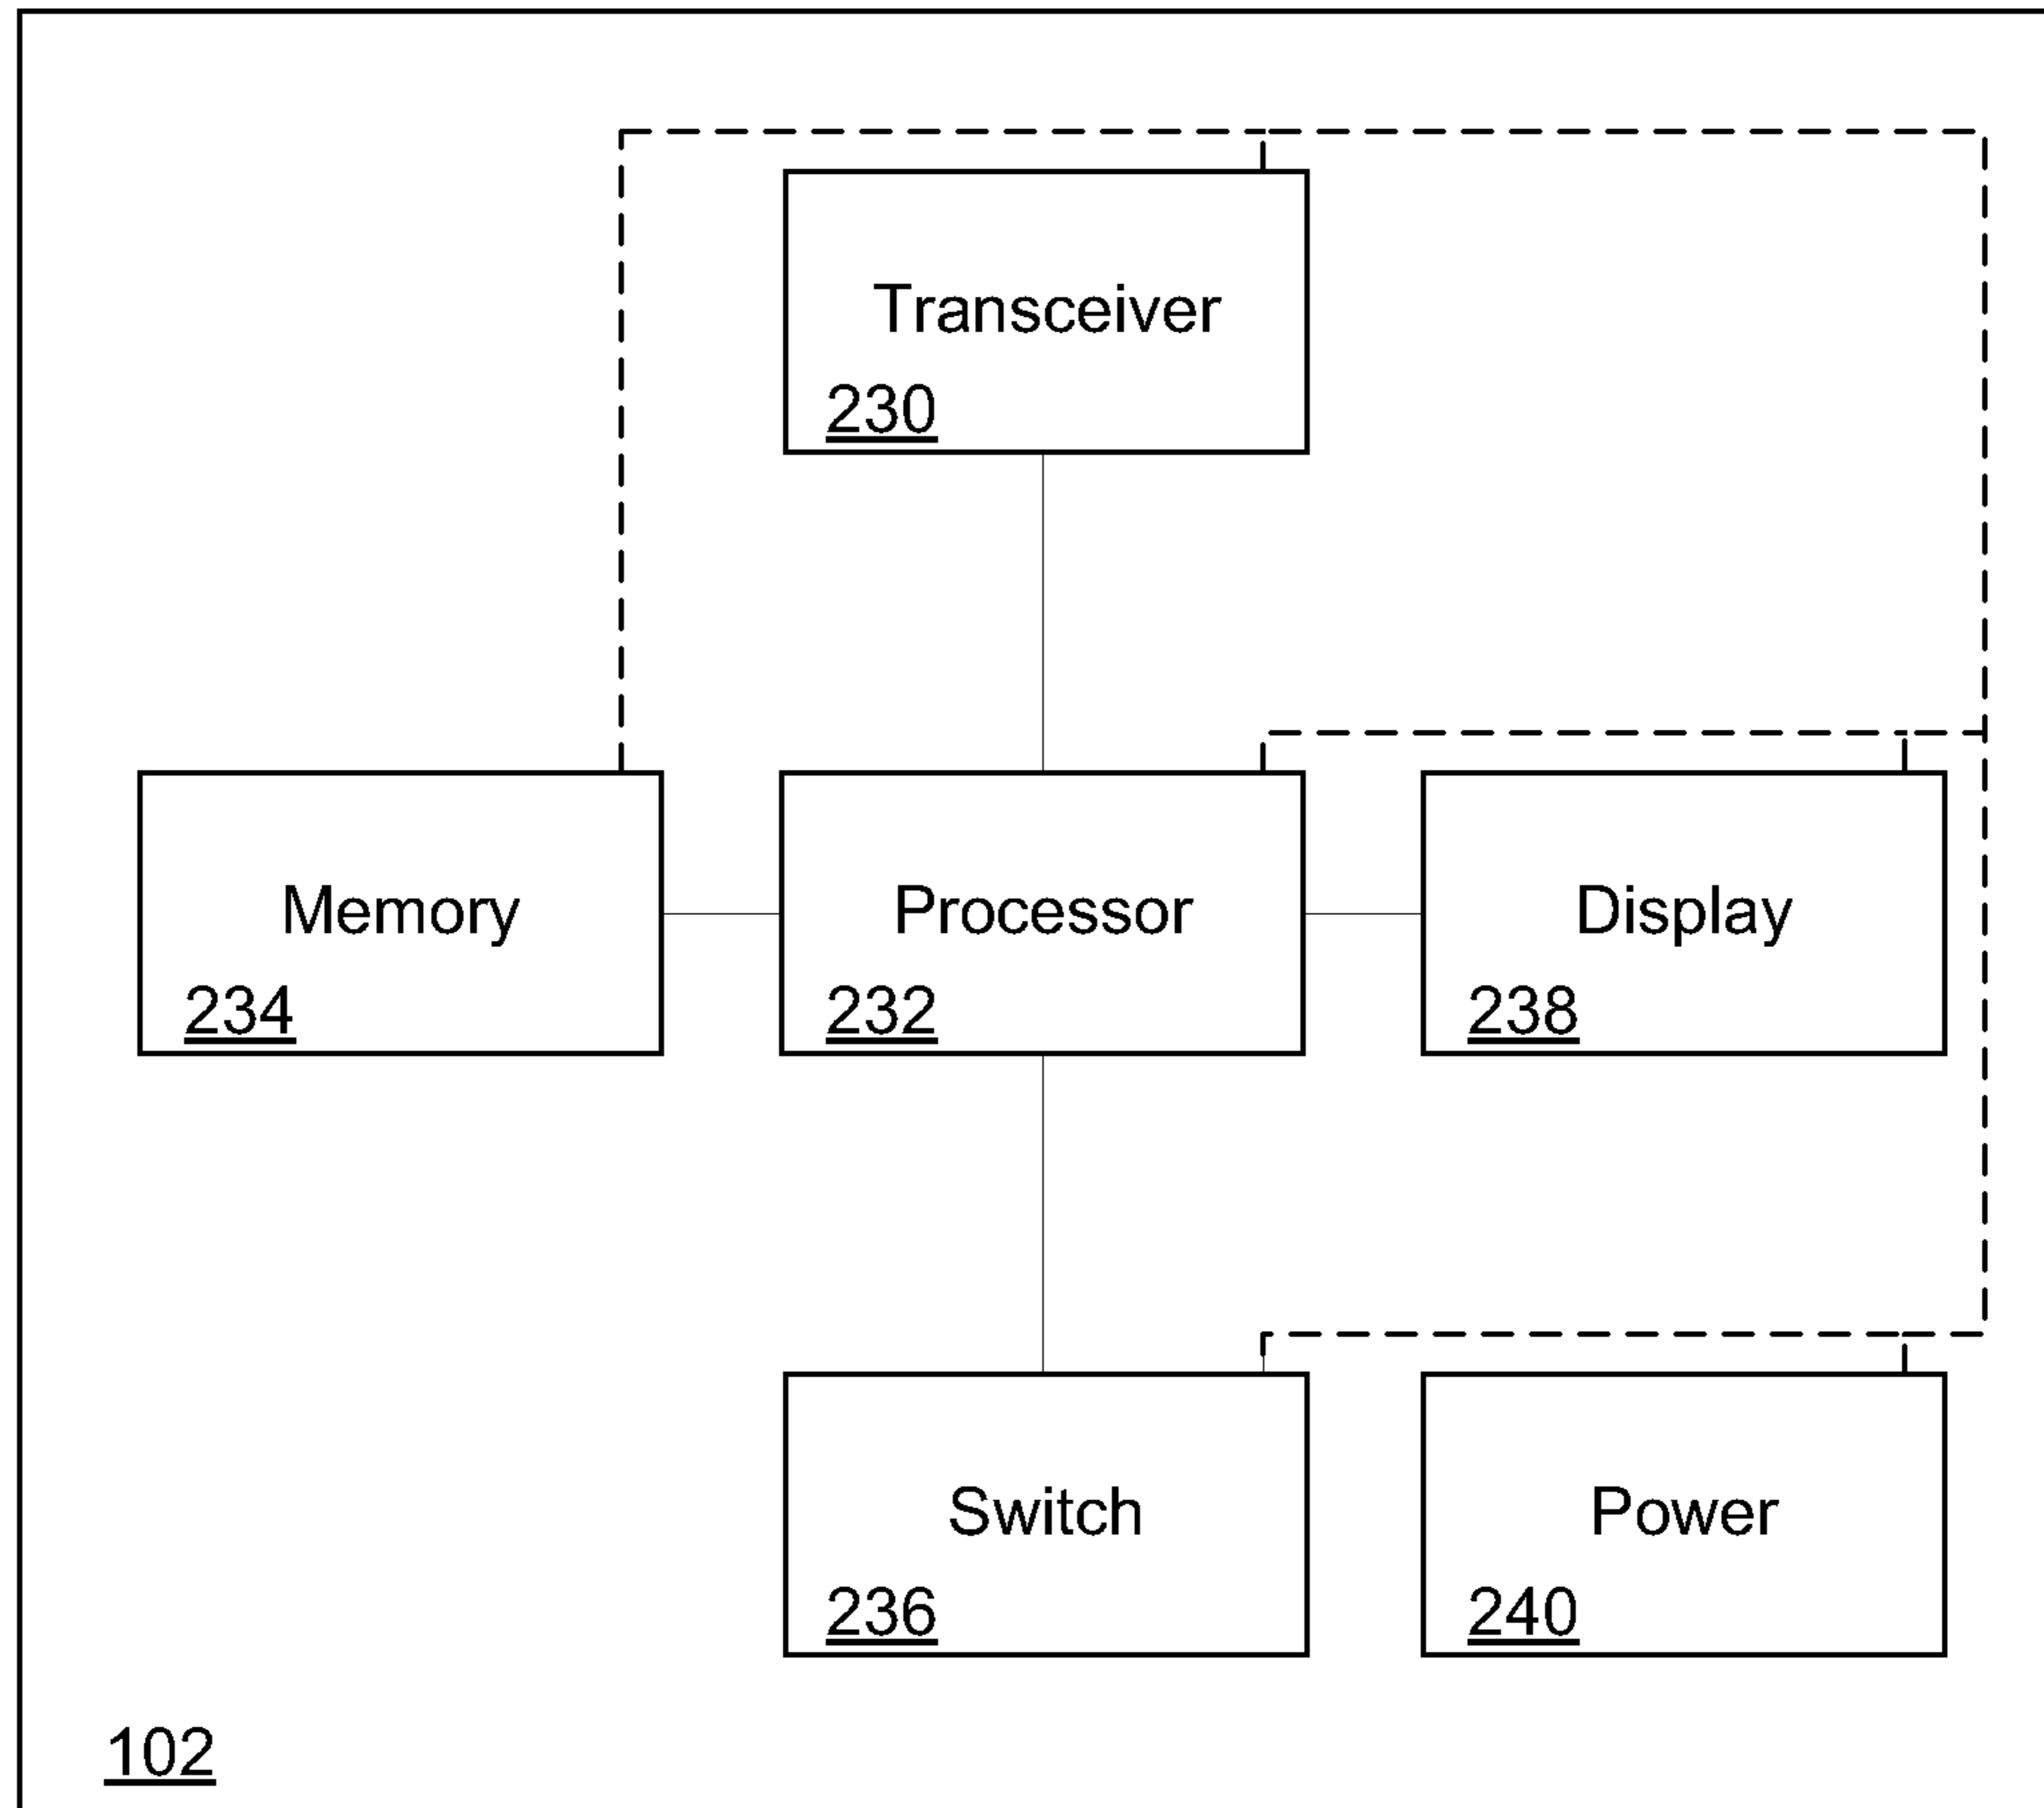 Transceiver
230
Memory
234
Processor
232
Display
238
Switch
236
Power
240
102